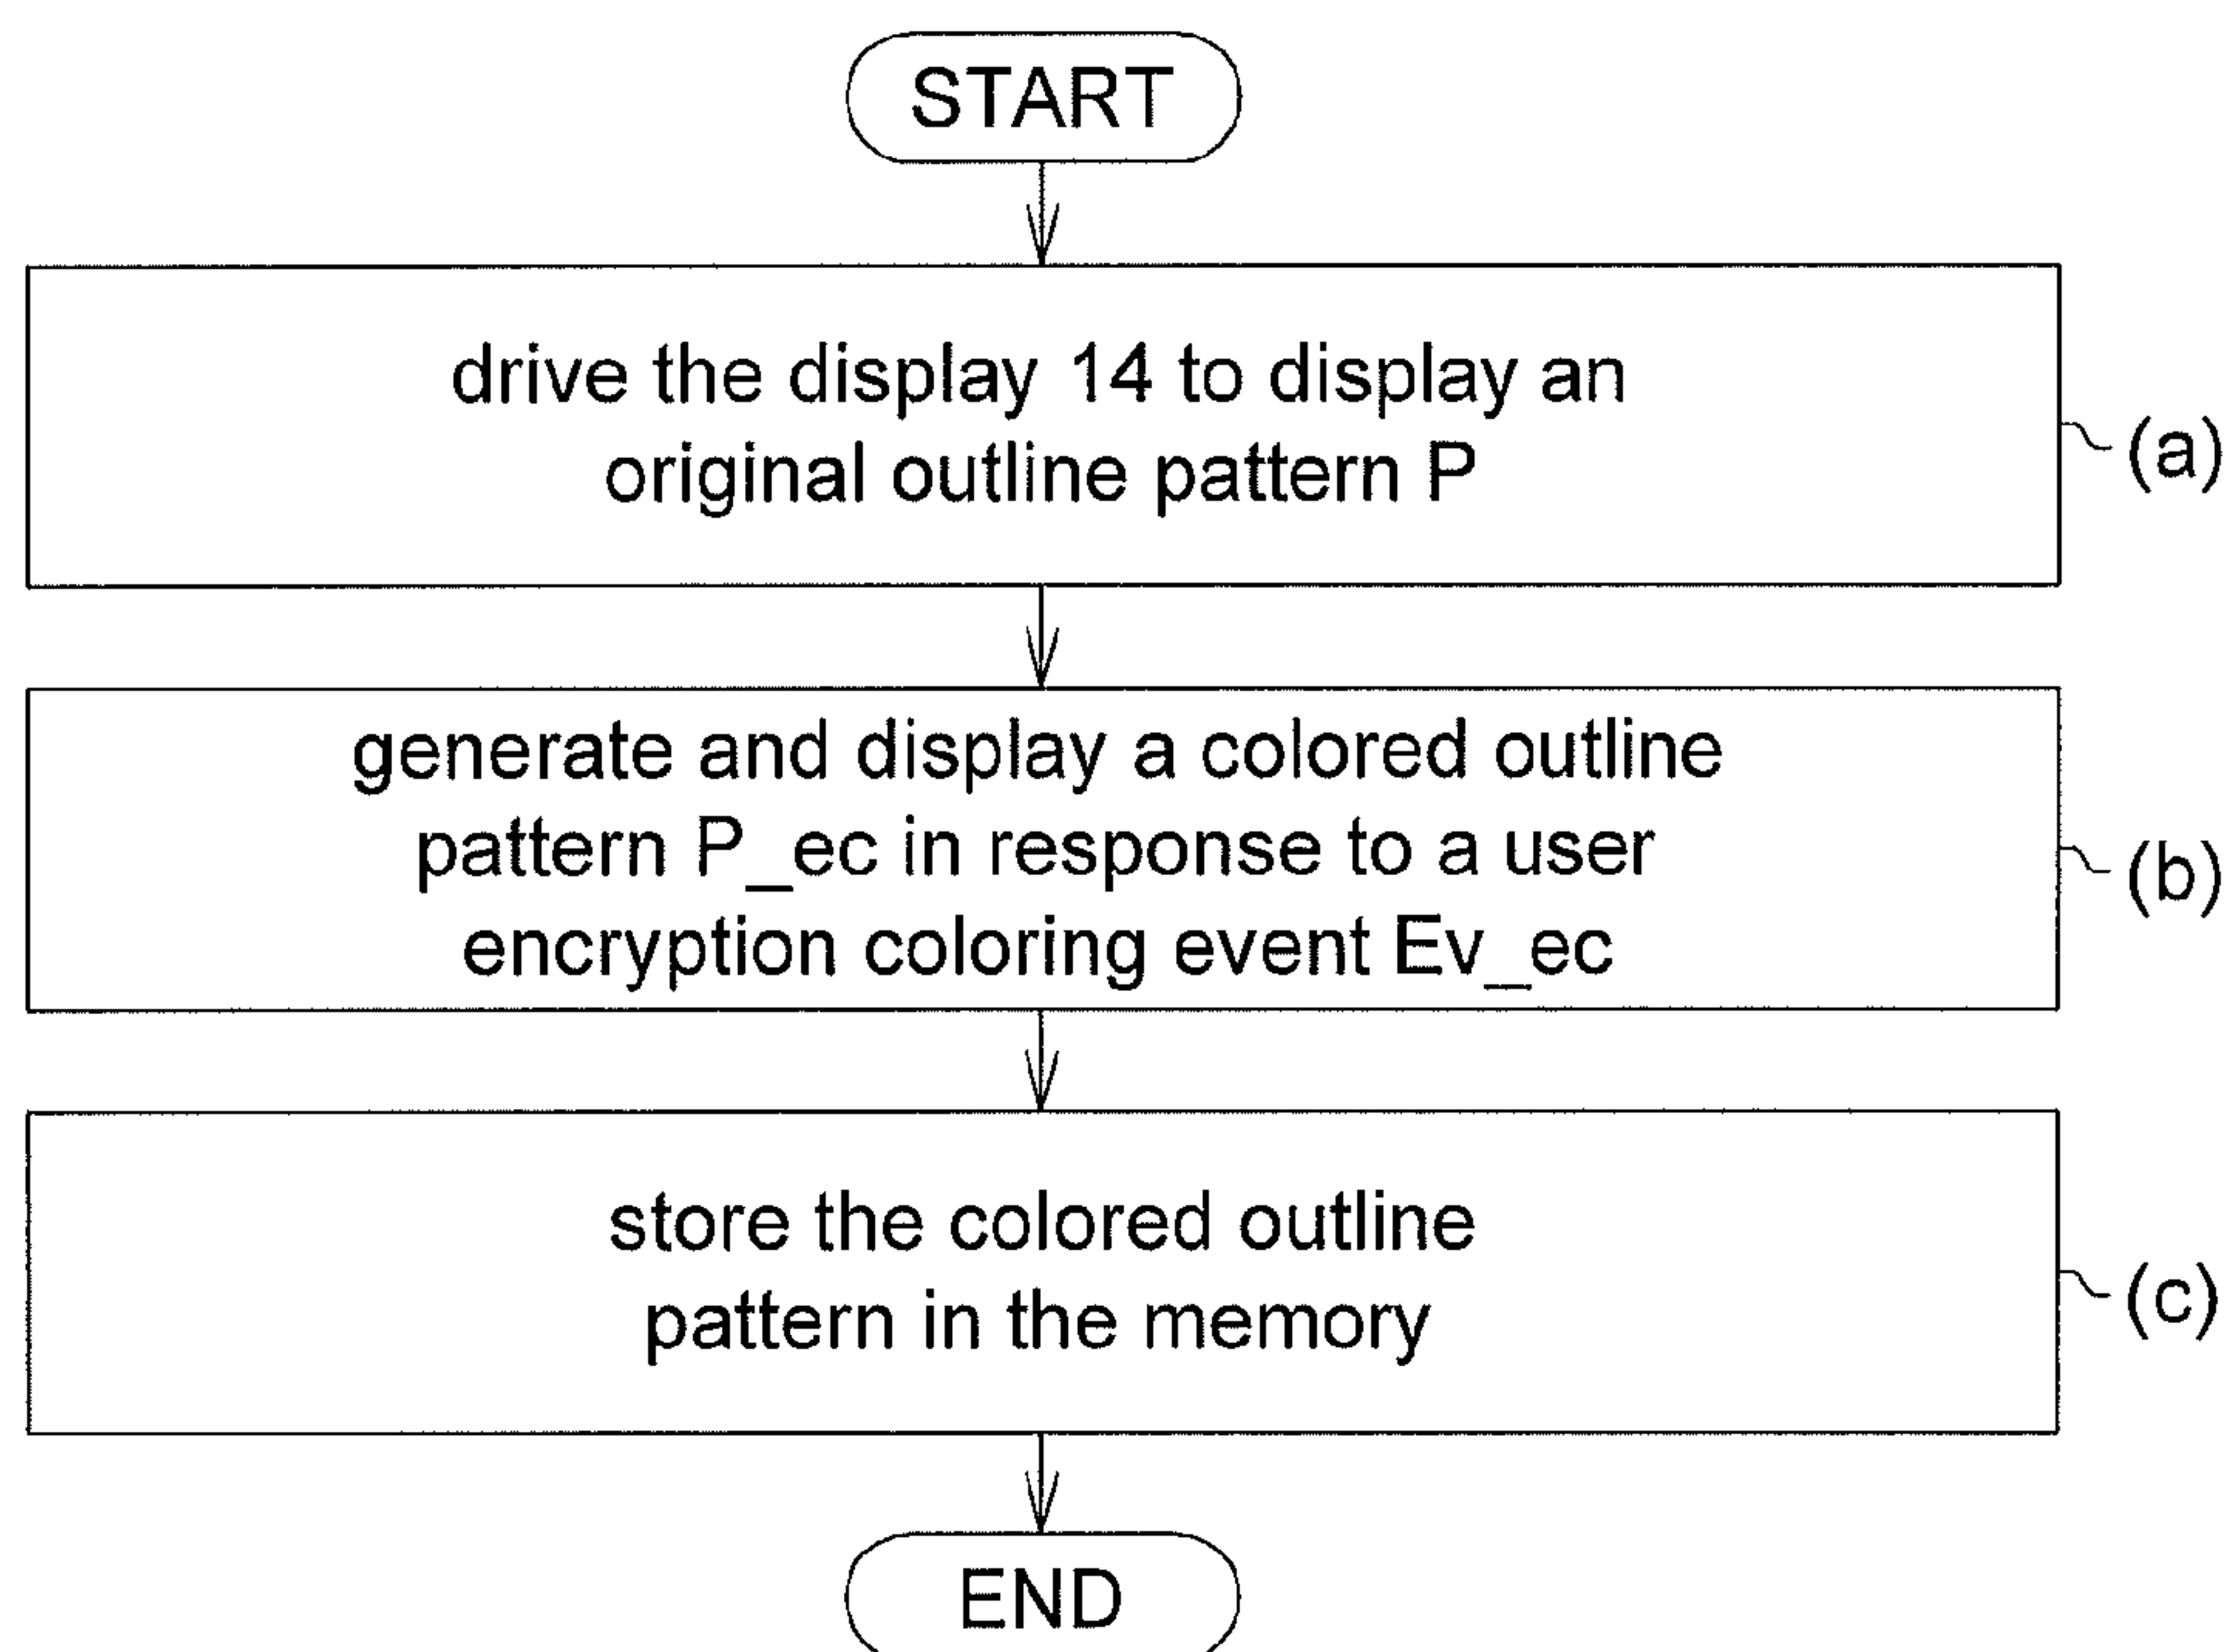 START
drive the display 14 to display an
original outline pattern P
(a)
generate and display a colored outline
pattern P_ec in response to a user
encryption coloring event Ev_ec
(b)
store the colored outline
pattern in the memory
(c)
END